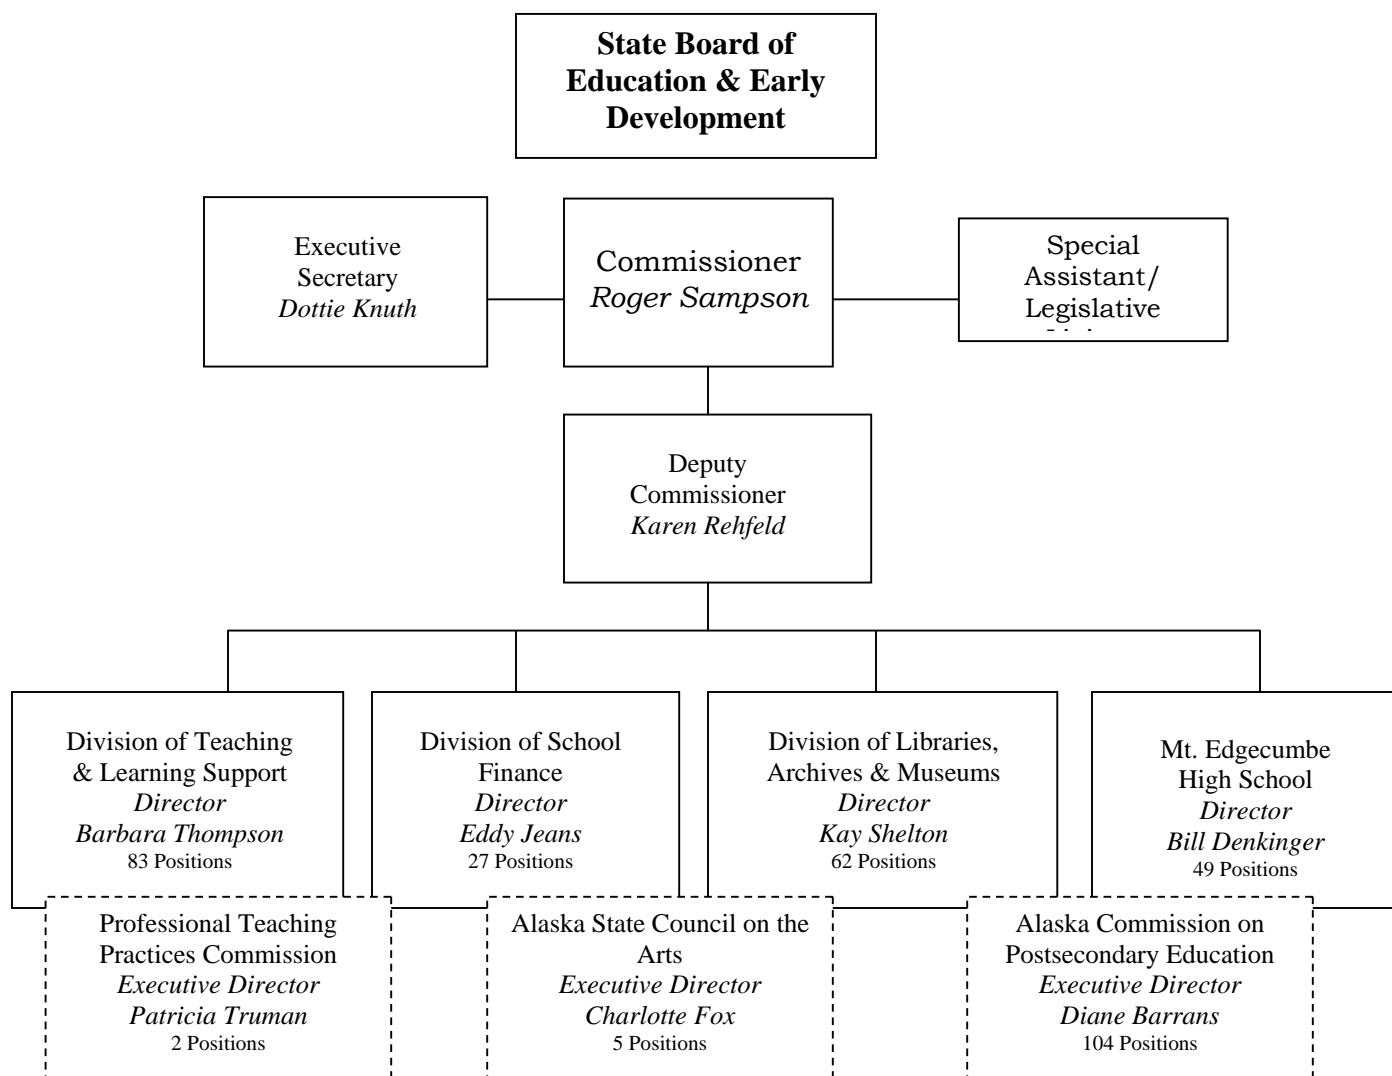 State Board of
Education & Early
Development
Executive
Secretary
Dottie Knuth
Commissioner
Roger Sampson
Special
Assistant/
Legislative
Deputy
Commissioner
Karen Rehfeld
Division of Teaching
& Learning Support
Director
Barbara Thompson
83 Positions
Division of School
Finance
Director
Eddy Jeans
27 Positions
Division of Libraries,
Archives & Museums
Director
Kay Shelton
62 Positions
Mt. Edgecumbe
High School
Director
Bill Denkinger
49 Positions
Professional Teaching
Practices Commission
Executive Director
Patricia Truman
2 Positions
Alaska State Council on the
Arts
Executive Director
Charlotte Fox
5 Positions
Alaska Commission on
Postsecondary Education
Executive Director
Diane Barrans
104 Positions